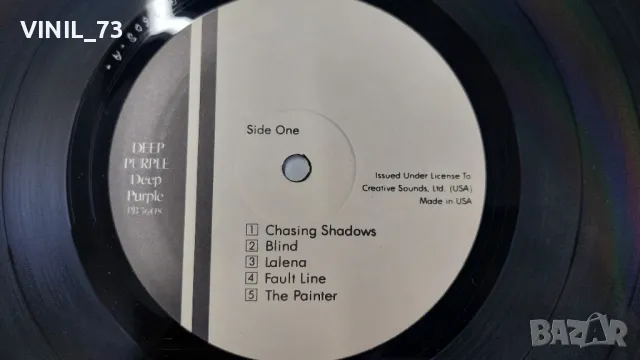 VINIL_73
Side One
DEEP
PURPLE
Deep
Purple
Issued Under License To
Creative Sounds, Ltd. (USA)
Made in USA
1 Chasing Shadows
2 Blind
3 Lalena
4 Fault Line
5 The Painter
BAZAR